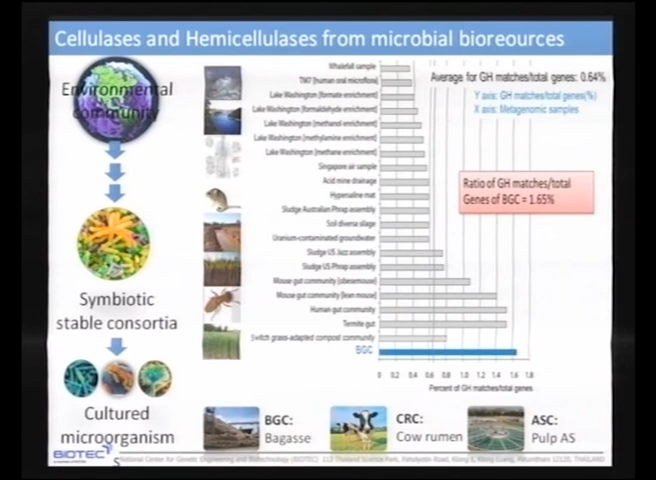 Cellulases and Hemicellulases from microbial bioreources
Environmental
community
Symbiotic
stable consortia
Cultured
microorganism
s
Whalefall sample
TM7 [human oral microflora]
Lake Washington [formate enrichment]
Lake Washington [formaldehyde enrichment]
Lake Washington [methanol enrichment]
Lake Washington [methylamine enrichment]
Lake Washington [methane enrichment]
Singapore air sample
Acid mine drainage
Hypersaline mat
Sludge Australian Phrap assembly
Soil diversa silage
Uranium-contaminated groundwater
Sludge US Jazz assembly
Sludge US Phrap assembly
Mouse gut community [obesemouse]
Mouse gut community [lean mouse]
Human gut community
Termite gut
Switch grass-adapted compost community
BGC
0 0.2 0.4 0.6 0.8 1.0 1.2 1.4 1.6 1.8
Percent of GH matches/total genes
Average for GH matches/total genes: 0.64%
Y axis: GH matches/total genes(%)
X axis: Metagenomic samples
Ratio of GH matches/total
Genes of BGC = 1.65%
BGC:
Bagasse
CRC:
Cow rumen
ASC:
Pulp AS
BIOTEC
National Center for Genetic Engineering and Biotechnology (BIOTEC) 113 Thailand Science Park, Phaholyothin Road, Klong 1, Klong Luang, Pathumthani 12120, THAILAND